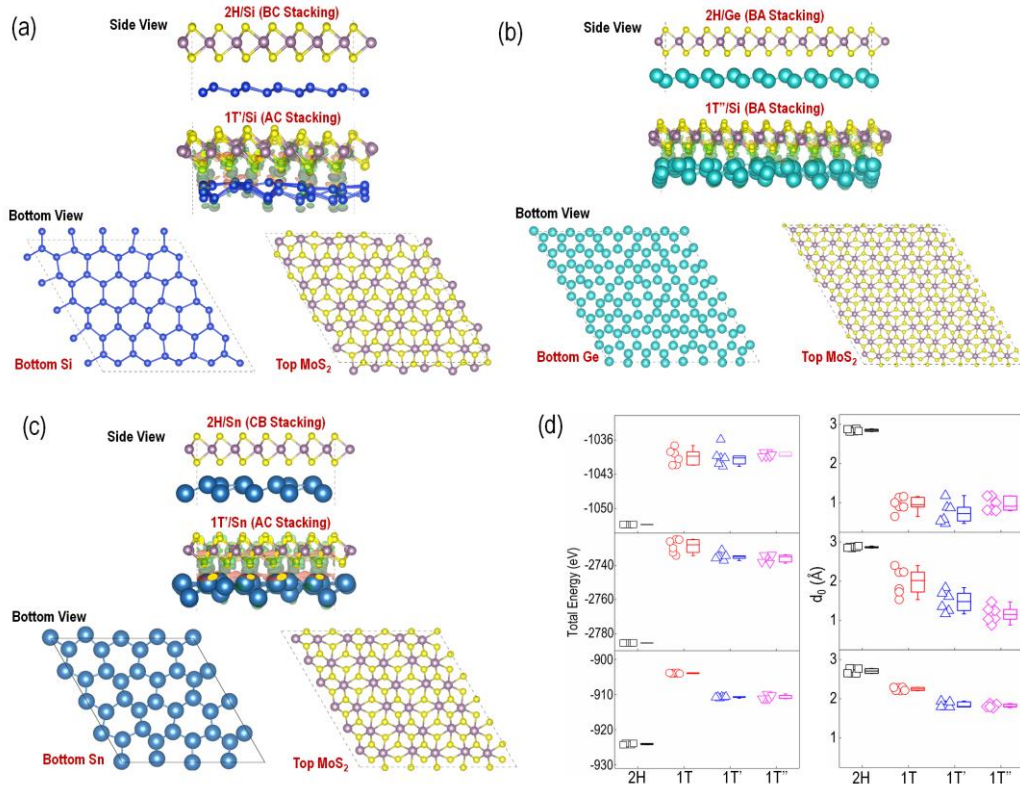 (a)
2H/Si (BC Stacking)
Side View
1T'/Si (AC Stacking)
Bottom View
Bottom Si
Top MoS2
(b)
2H/Ge (BA Stacking)
Side View
1T''/Si (BA Stacking)
Bottom View
Bottom Ge
Top MoS2
(c)
2H/Sn (CB Stacking)
Side View
1T'/Sn (AC Stacking)
Bottom View
Bottom Sn
Top MoS2
(d)
Total Energy (eV)
-1036
-1043
-1050
-2740
-2760
-2780
-900
-910
-920
-930
2H 1T 1T' 1T''
d0 (Å)
3
2
1
3
2
1
3
2
1
2H 1T 1T' 1T''